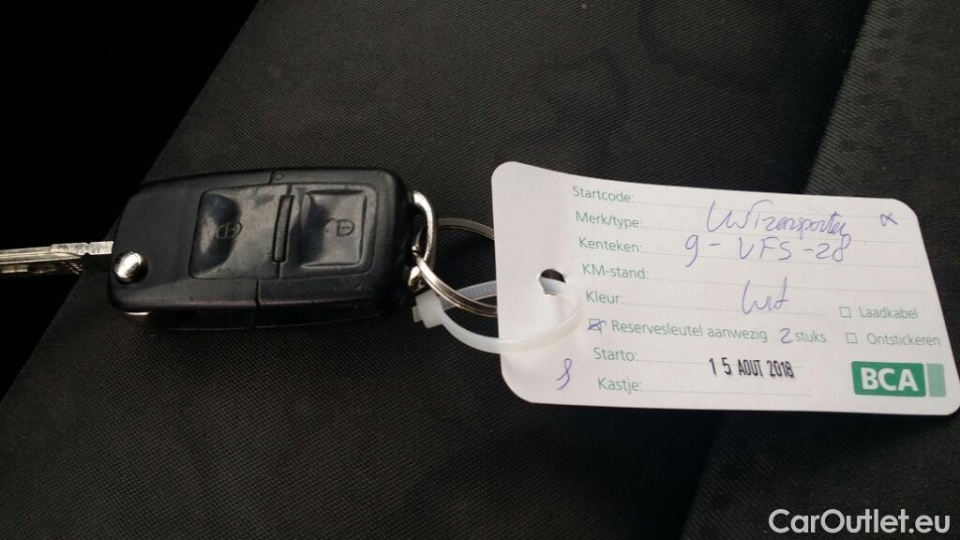 Startcode:
Merk/type: VW Transporter
Kenteken: 9-VFS-28
KM-stand:
Kleur: Wit
Laadkabel
Reservesleutel aanwezig 2 stuks
Ontstickeren
Starto: 15 AOUT 2018
Kastje:
BCA
CarOutlet.eu